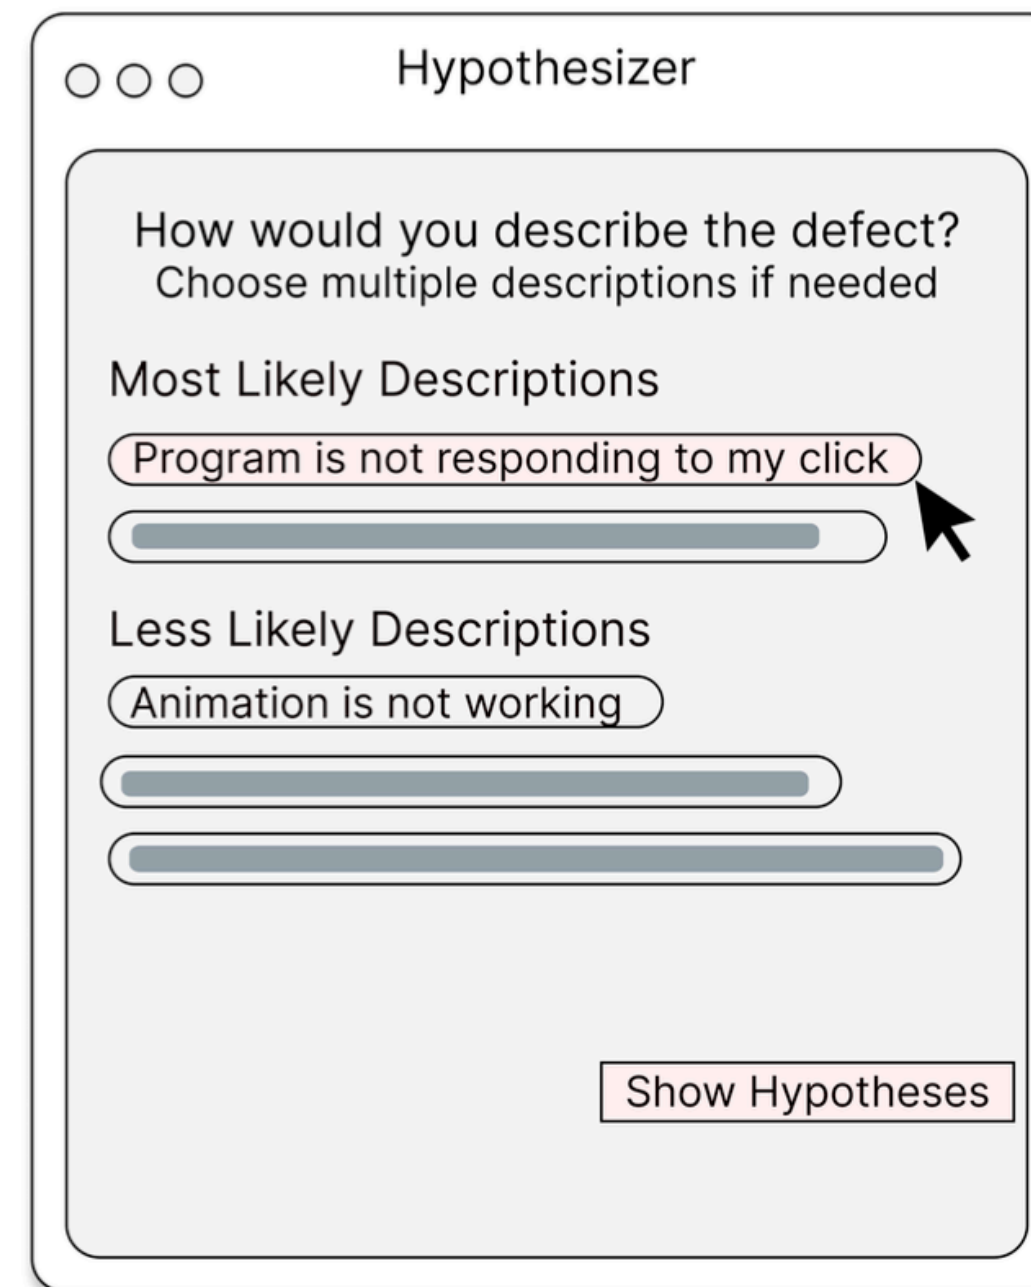 Hypothesizer
How would you describe the defect?
Choose multiple descriptions if needed
Most Likely Descriptions
Program is not responding to my click
Less Likely Descriptions
Animation is not working
Show Hypotheses